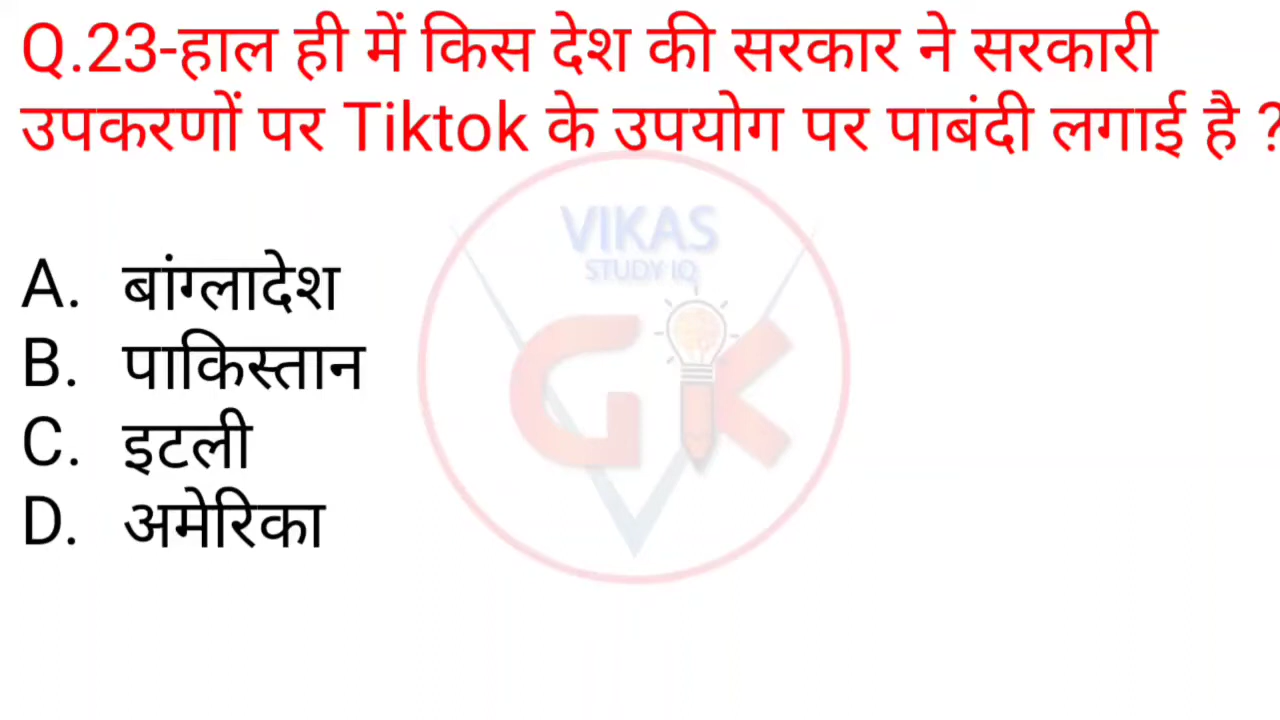 Q.23-हाल ही में किस देश की सरकार ने सरकारी
उपकरणों पर Tiktok के उपयोग पर पाबंदी लगाई है ?
VIKAS
STUDY IQ
GK
A. बांग्लादेश
B. पाकिस्तान
C. इटली
D. अमेरिका